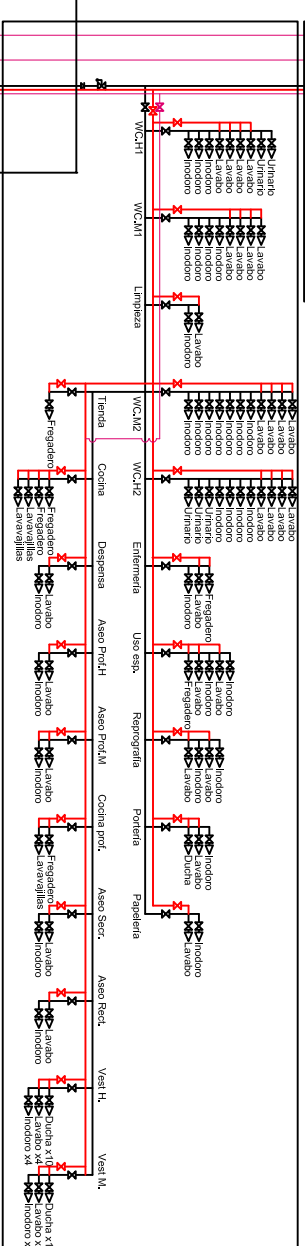 Urinario
Urinario
Lavabo
Lavabo
Lavabo
Lavabo
Inodoro
Inodoro
Inodoro
WC.H1
Lavabo
Lavabo
Lavabo
Lavabo
Inodoro
Inodoro
Inodoro
Inodoro
WC.M1
Lavabo
Inodoro
Limpieza
Lavabo
Lavabo
Lavabo
Lavabo
Inodoro
Inodoro
Inodoro
Inodoro
Inodoro
Inodoro
Inodoro
WC.M2
Lavabo
Lavabo
Lavabo
Lavabo
Inodoro
Inodoro
Inodoro
Inodoro
Urinario
Urinario
Urinario
WC.H2
Fregadero
Lavabo
Inodoro
Enfermería
Inodoro
Lavabo
Inodoro
Lavabo
Fregadero
Uso esp.
Inodoro
Lavabo
Inodoro
Inodoro
Reprografía
Inodoro
Lavabo
Ducha
Portería
Inodoro
Lavabo
Papelería
Tienda
Fregadero
Cocina
Fregadero
Fregadero
Lavavajillas
Lavavajillas
Despensa
Lavabo
Inodoro
Aseo Prof.H
Lavabo
Inodoro
Aseo Prof.M
Lavabo
Inodoro
Cocina prof.
Fregadero
Lavavajillas
Aseo Secr.
Lavabo
Inodoro
Aseo Rect.
Lavabo
Inodoro
Vest H.
Ducha x10
Lavabo x4
Inodoro x4
Vest M.
Ducha x1
Lavabo x
Inodoro x